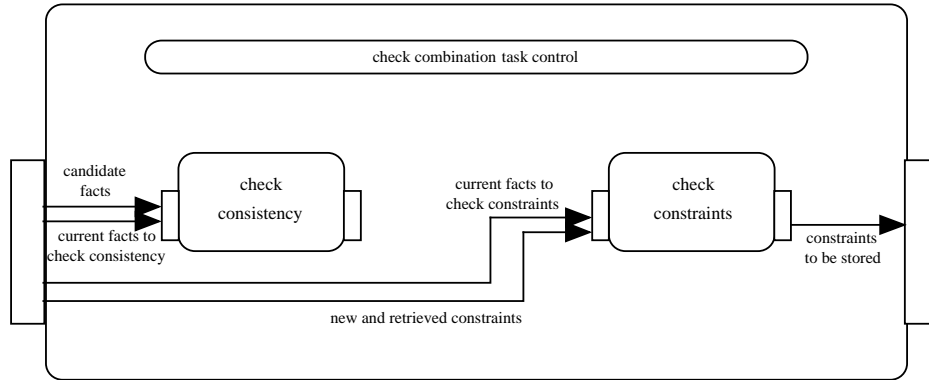 check combination task control
candidate
facts
check
consistency
current facts to
check consistency
current facts to
check constraints
check
constraints
constraints
to be stored
new and retrieved constraints